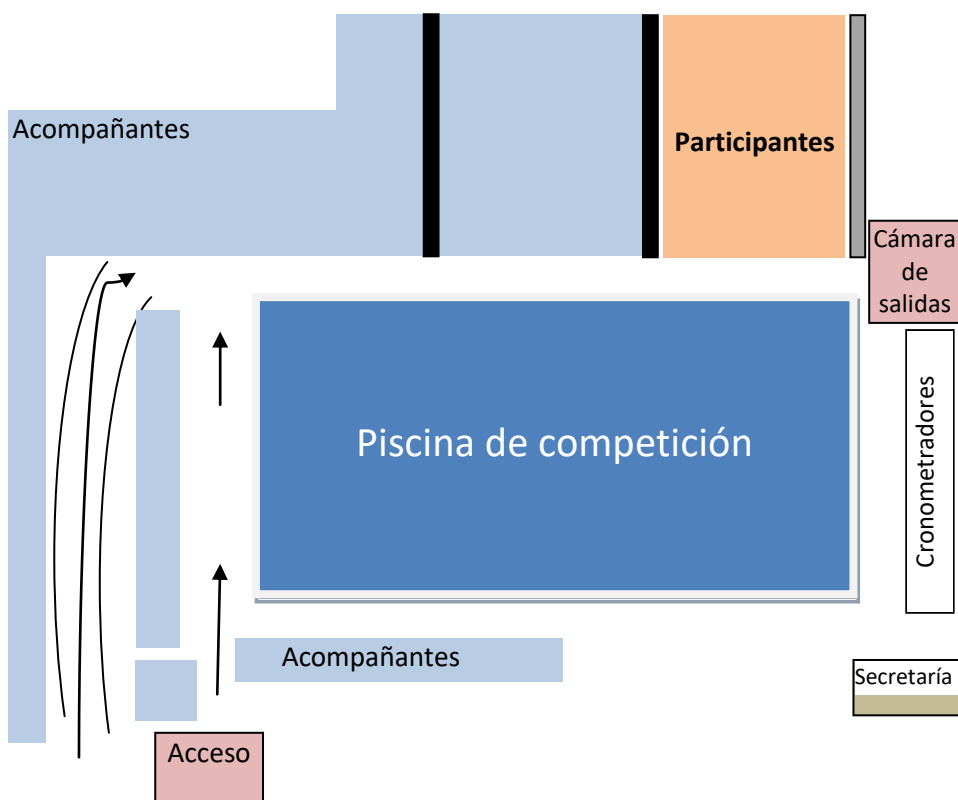 Acompañantes
Participantes
Cámara
de
salidas
Piscina de competición
Cronometradores
Acompañantes
Secretaría
Acceso